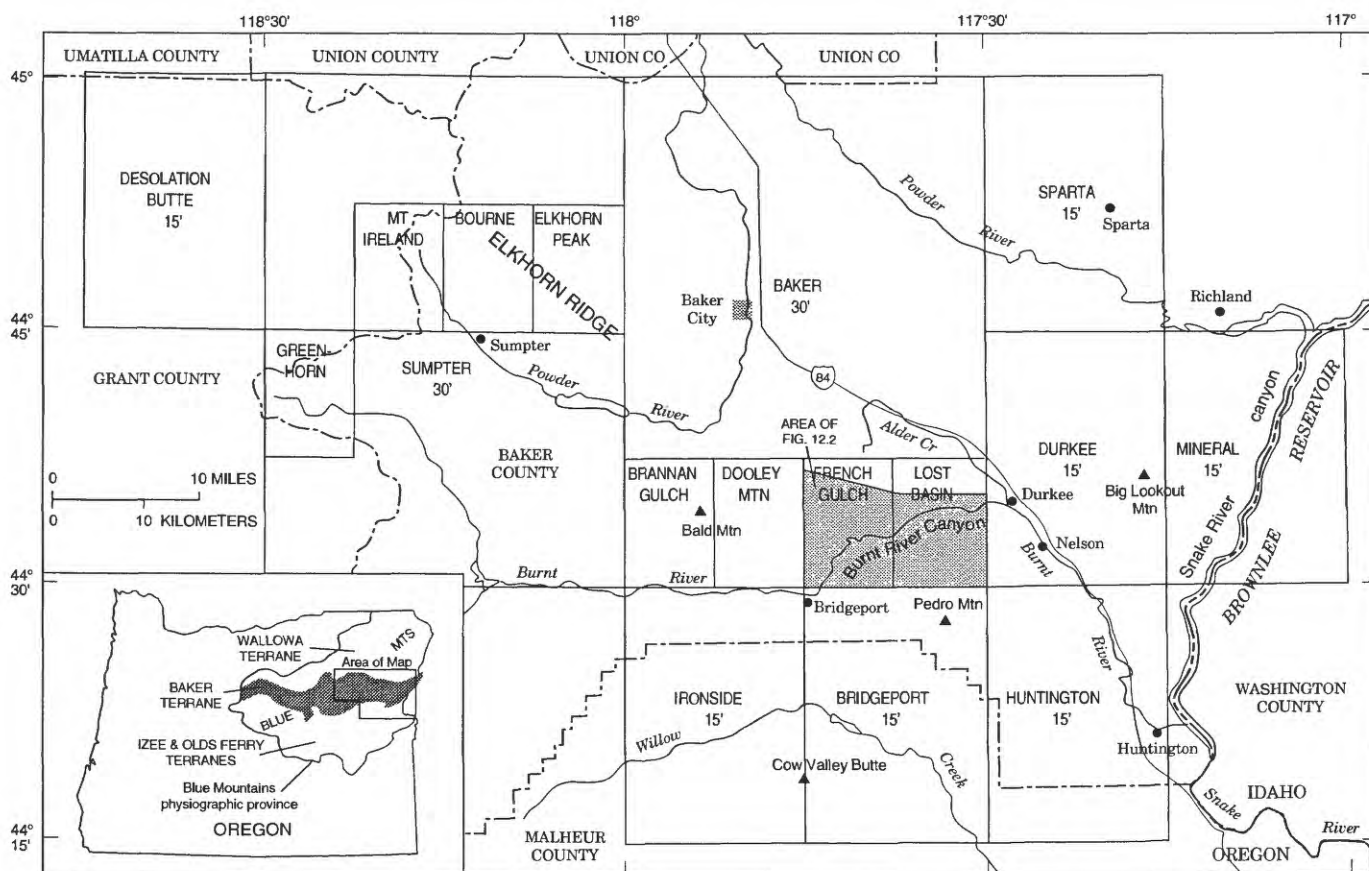 118°30'
118°
117°30'
117°
UMATILLA COUNTY
UNION COUNTY
UNION CO
UNION CO
45°
45°
DESOLATION
BUTTE
15'
MT
IRELAND
BOURNE
ELKHORN
PEAK
ELKHORN RIDGE
Powder
River
SPARTA
15'
Sparta
Richland
BAKER
30'
Baker
City
44°
45'
44°
45'
GREEN-
HORN
GRANT COUNTY
Sumpter
SUMPTER
30'
Powder
River
84
Alder Cr
AREA OF
FIG. 12.2
BAKER
COUNTY
0 10 MILES
0 10 KILOMETERS
BRANNAN
GULCH
DOOLEY
MTN
FRENCH
GULCH
LOST
BASIN
Bald Mtn
Burnt River Canyon
DURKEE
15'
Durkee
Nelson
MINERAL
15'
Big Lookout
Mtn
Snake River canyon
BROWNLEE RESERVOIR
44°
30'
Burnt
River
Burnt
River
Bridgeport
Pedro Mtn
IRONSIDE
15'
BRIDGEPORT
15'
HUNTINGTON
15'
WASHINGTON
COUNTY
Willow
Creek
Huntington
Cow Valley Butte
Snake
River
IDAHO
OREGON
44°
15'
MALHEUR
COUNTY
WALLOWA
TERRANE
MTS
Area of Map
BAKER
TERRANE
BLUE
IZEE & OLDS FERRY
TERRANES
Blue Mountains
physiographic province
OREGON